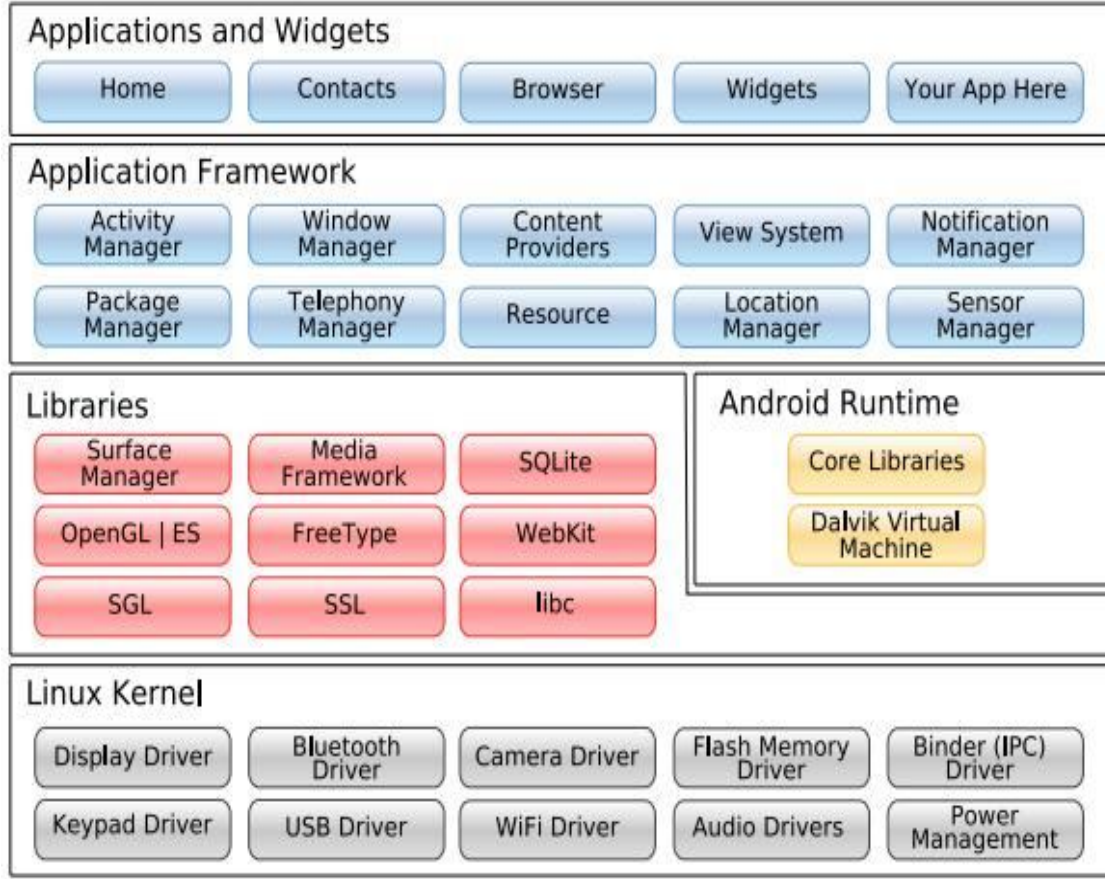 Applications and Widgets
Home
Contacts
Browser
Widgets
Your App Here
Application Framework
Activity
Manager
Window
Manager
Content
Providers
View System
Notification
Manager
Package
Manager
Telephony
Manager
Resource
Location
Manager
Sensor
Manager
Libraries
Surface
Manager
Media
Framework
SQLite
OpenGL | ES
FreeType
WebKit
SGL
SSL
libc
Android Runtime
Core Libraries
Dalvik Virtual
Machine
Linux Kernel
Display Driver
Bluetooth
Driver
Camera Driver
Flash Memory
Driver
Binder (IPC)
Driver
Keypad Driver
USB Driver
WiFi Driver
Audio Drivers
Power
Management